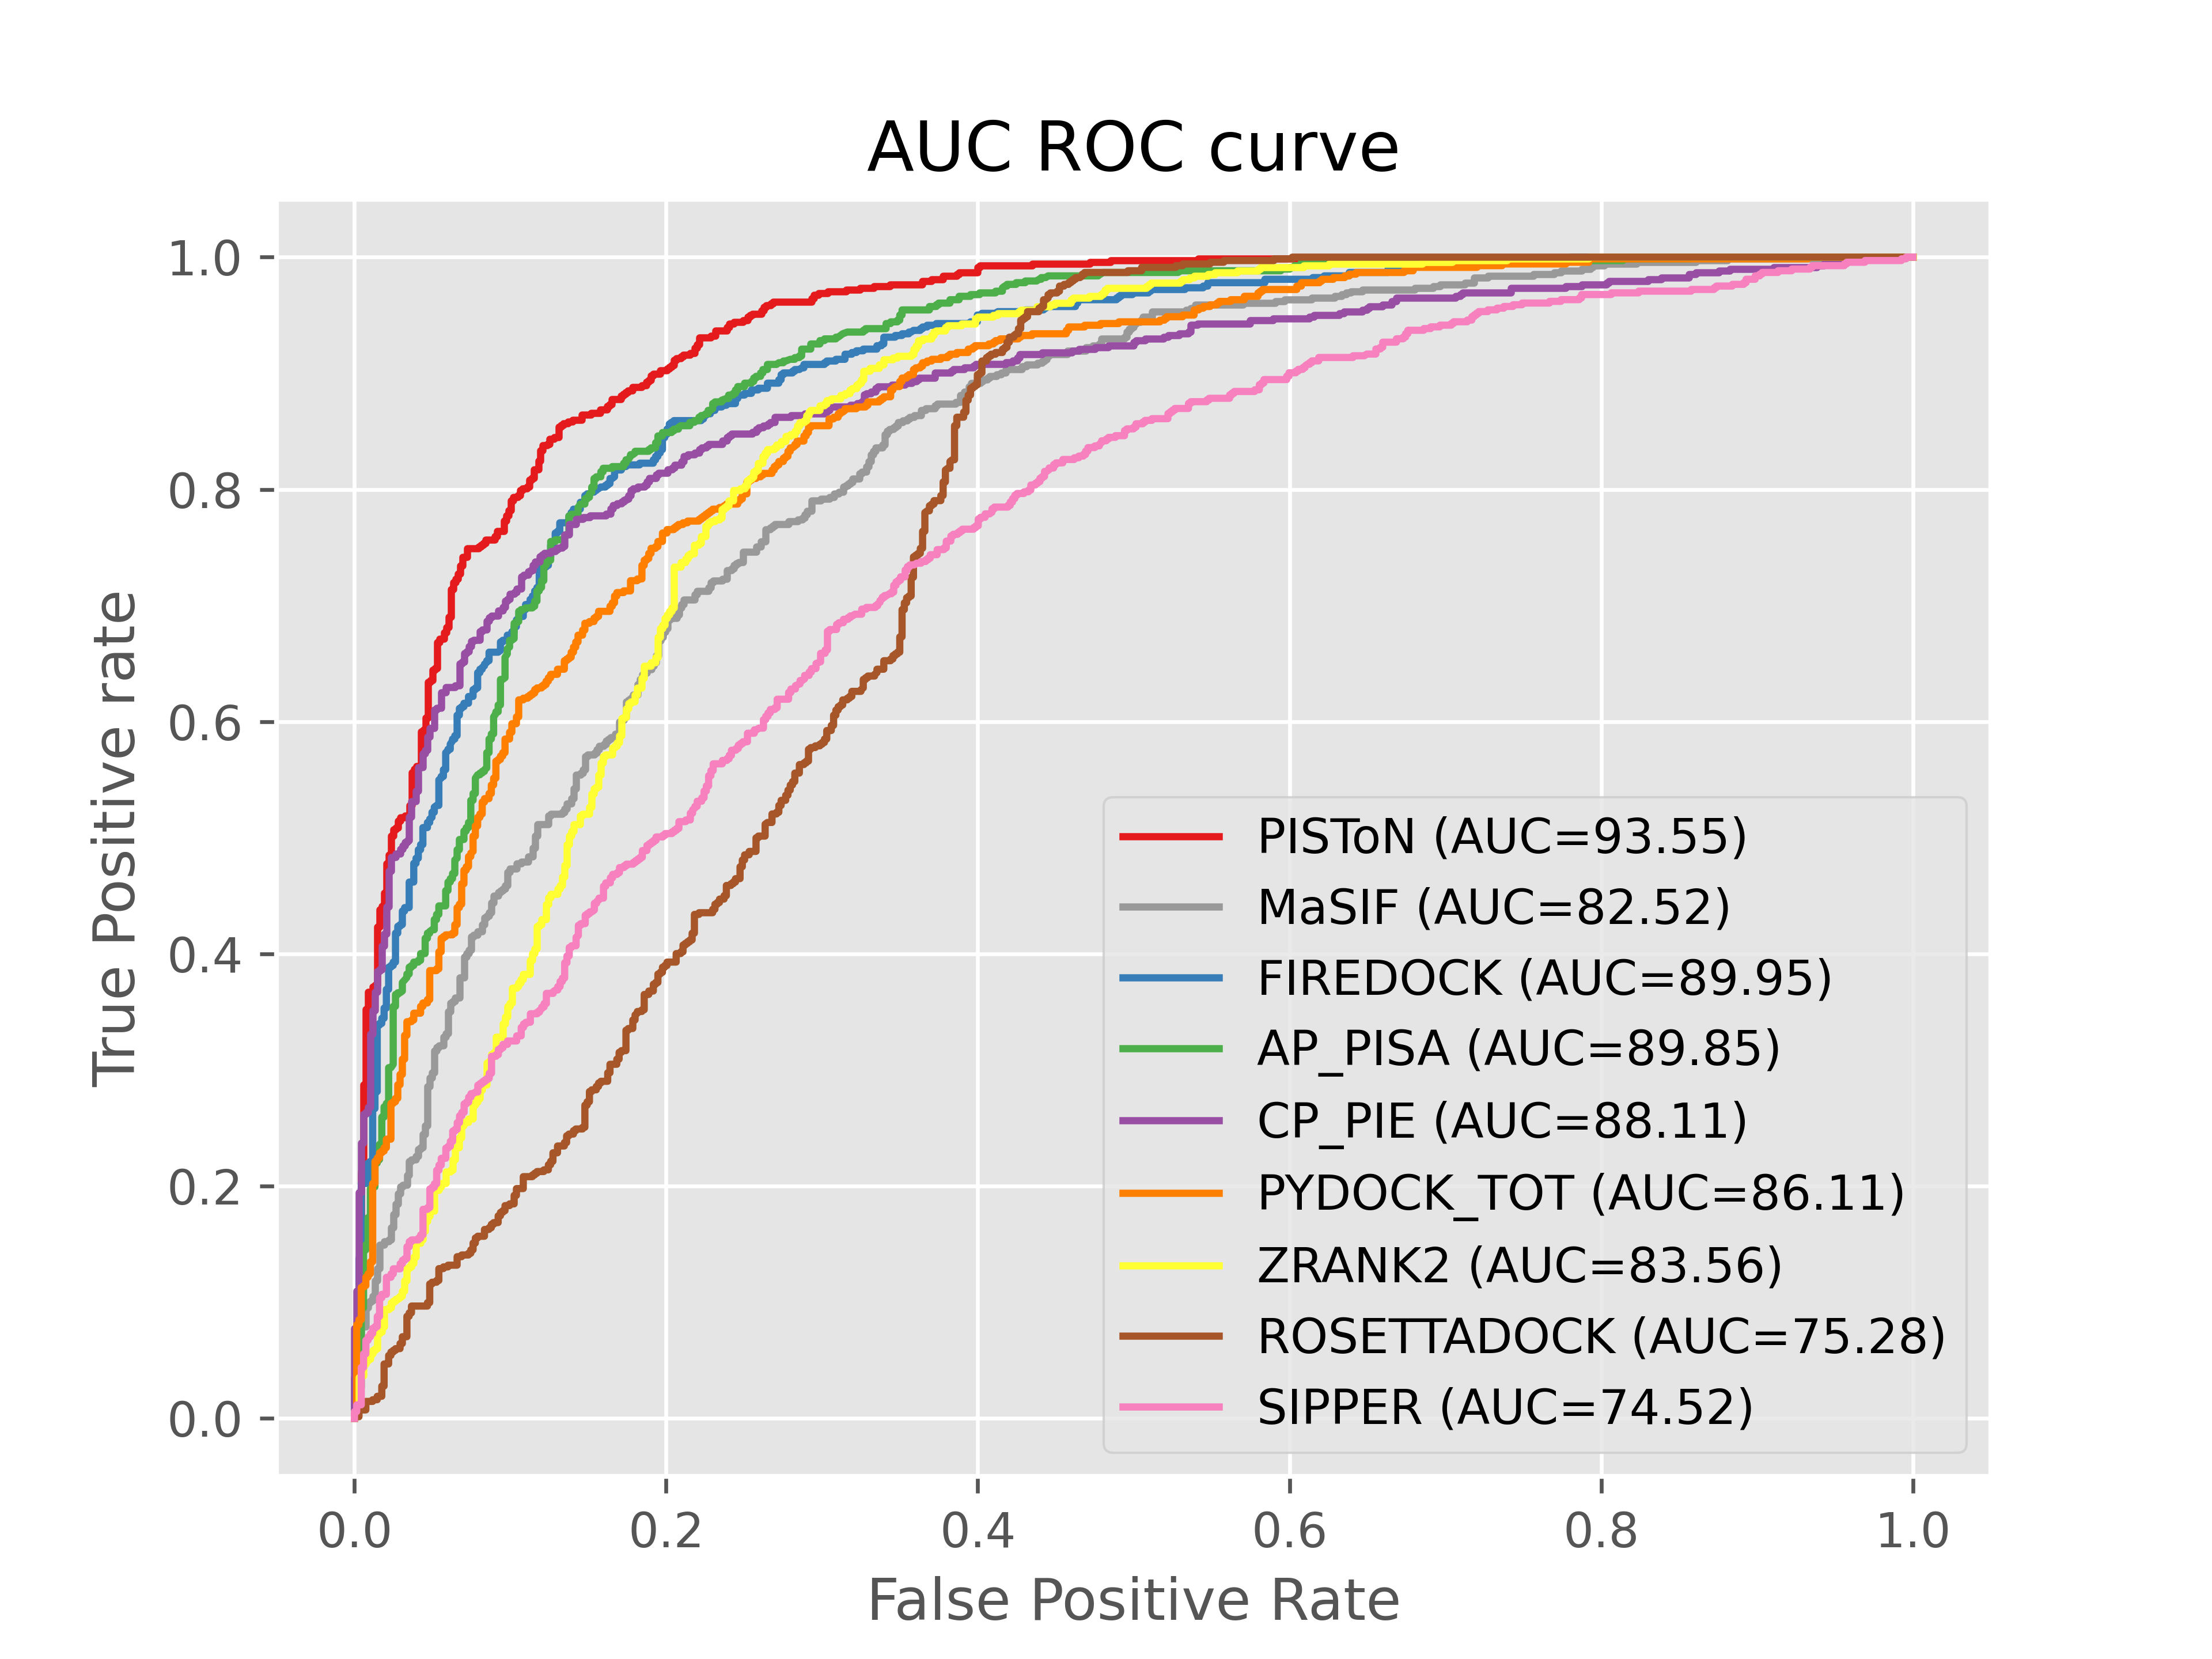 AUC ROC curve
1.0
0.8
0.6
0.4
0.2
0.0
True Positive rate
PISToN (AUC=93.55)
MaSIF (AUC=82.52)
FIREDOCK (AUC=89.95)
AP_PISA (AUC=89.85)
CP_PIE (AUC=88.11)
PYDOCK_TOT (AUC=86.11)
ZRANK2 (AUC=83.56)
ROSETTADOCK (AUC=75.28)
SIPPER (AUC=74.52)
0.0 0.2 0.4 0.6 0.8 1.0
False Positive Rate